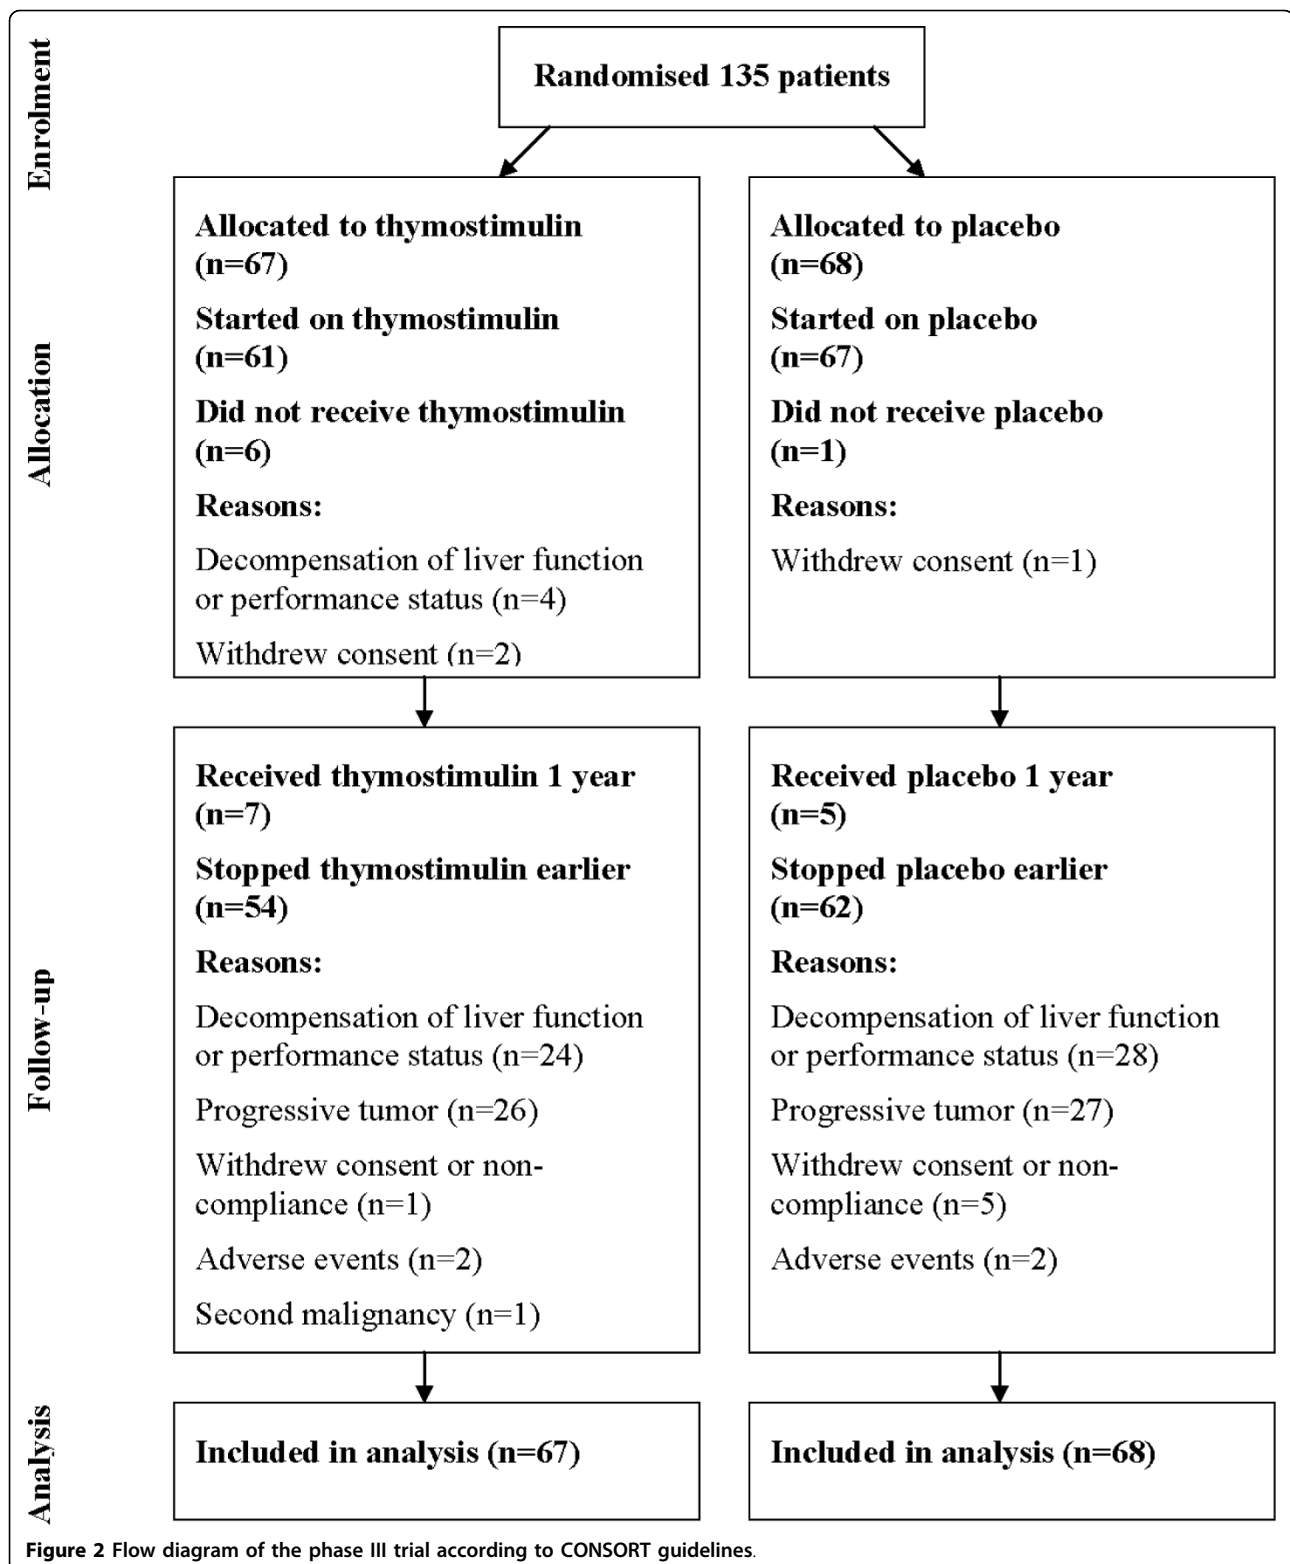 Enrolment
Randomised 135 patients
Allocation
Allocated to thymostimulin
(n=67)
Started on thymostimulin
(n=61)
Did not receive thymostimulin
(n=6)
Reasons:
Decompensation of liver function
or performance status (n=4)
Withdrew consent (n=2)
Allocated to placebo
(n=68)
Started on placebo
(n=67)
Did not receive placebo
(n=1)
Reasons:
Withdrew consent (n=1)
Follow-up
Received thymostimulin 1 year
(n=7)
Stopped thymostimulin earlier
(n=54)
Reasons:
Decompensation of liver function
or performance status (n=24)
Progressive tumor (n=26)
Withdrew consent or non-
compliance (n=1)
Adverse events (n=2)
Second malignancy (n=1)
Received placebo 1 year
(n=5)
Stopped placebo earlier
(n=62)
Reasons:
Decompensation of liver function
or performance status (n=28)
Progressive tumor (n=27)
Withdrew consent or non-
compliance (n=5)
Adverse events (n=2)
Analysis
Included in analysis (n=67)
Included in analysis (n=68)
Figure 2 Flow diagram of the phase III trial according to CONSORT guidelines.